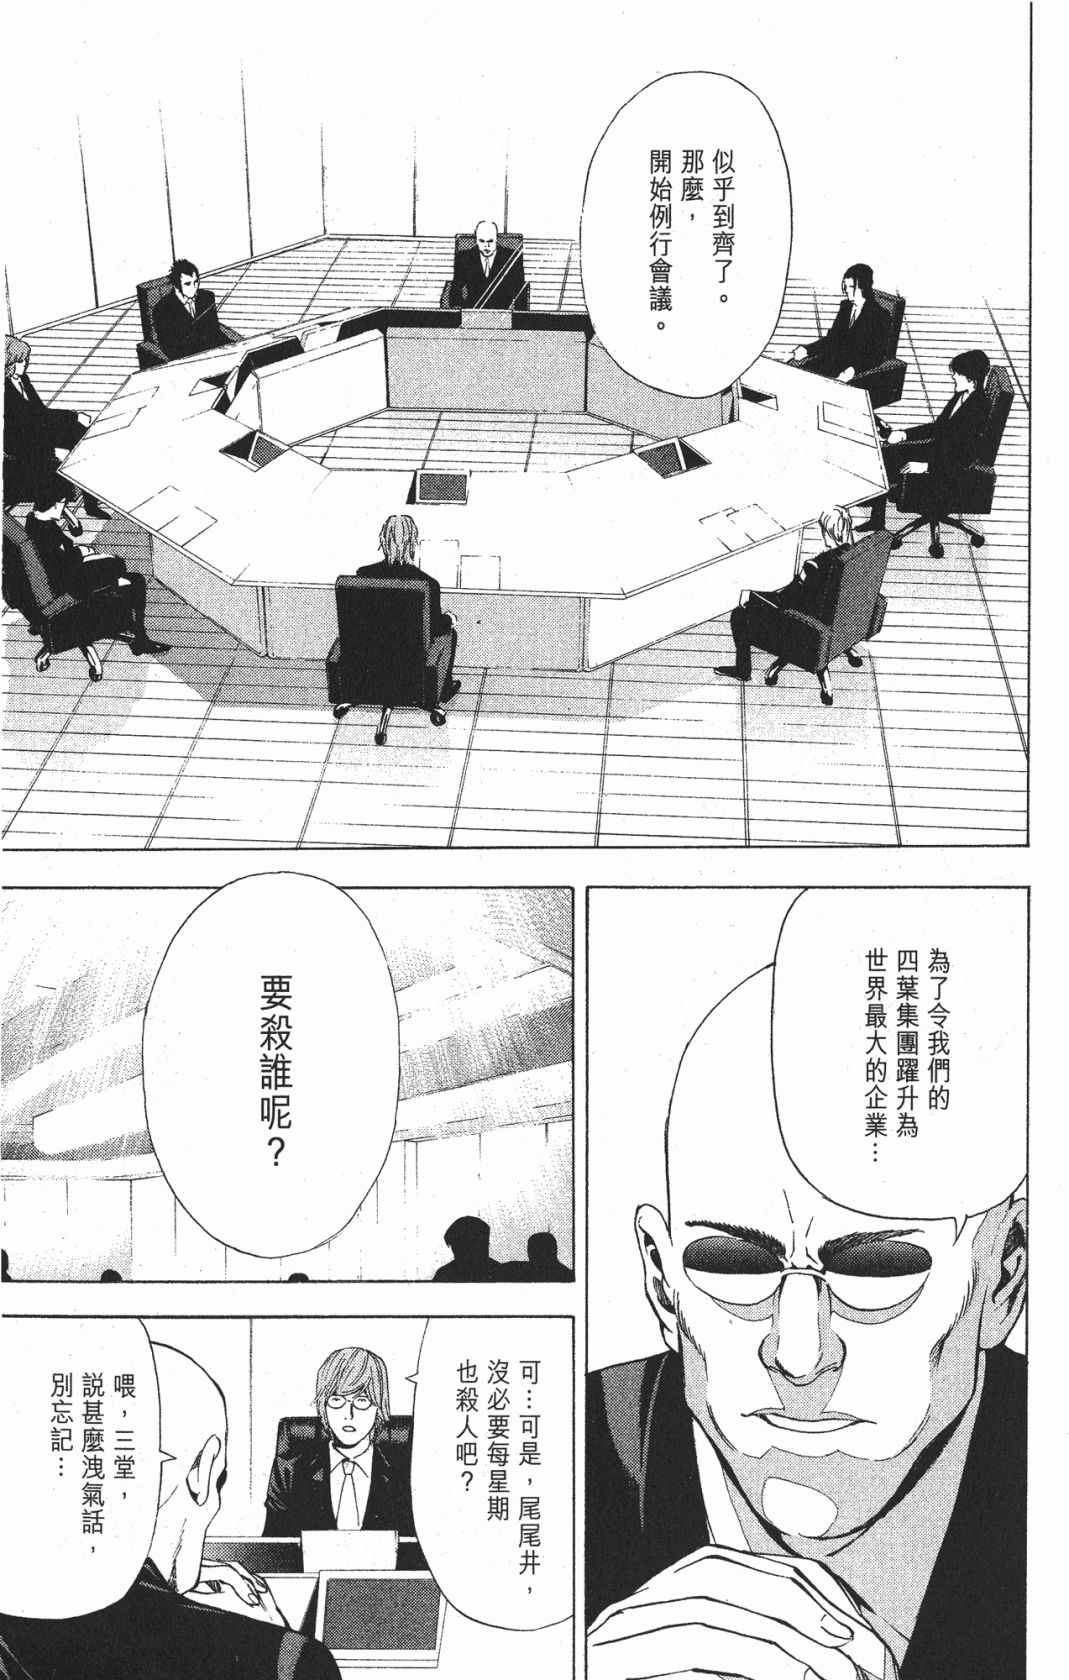 似乎到齊了。
那麼，
開始例行會議。
為了令我們的
四葉集團躍升為
世界最大的企業…
要殺誰呢？
可…可是，尾尾井，
沒必要每星期
也殺人吧？
喂，三堂，
説甚麼洩氣話，
別忘記…